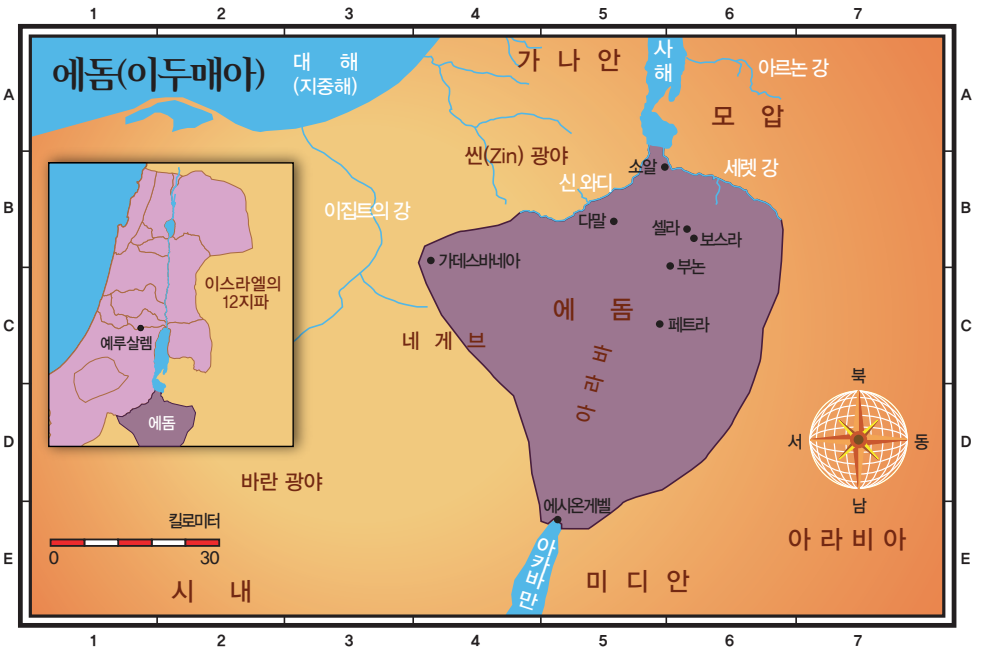 1 2 3 4 5 6 7
에돔(이두매아)
대 해
(지중해)
가 나 안
사
해
아르논 강
A A
모 압
씬(Zin) 광야
소알
세렛 강
신 와디
B B
이집트의 강
다말
셀라
보스라
가데스바네아
부논
이스라엘의
12지파
에 돔
C C
페트라
예루살렘
네 게 브
바
라
아
북
에돔
서 동
D D
바란 광야
남
에시온게벨
킬로미터
0 30
아
카
바
만
아 라 비 아
E E
시 내
미 디 안
1 2 3 4 5 6 7